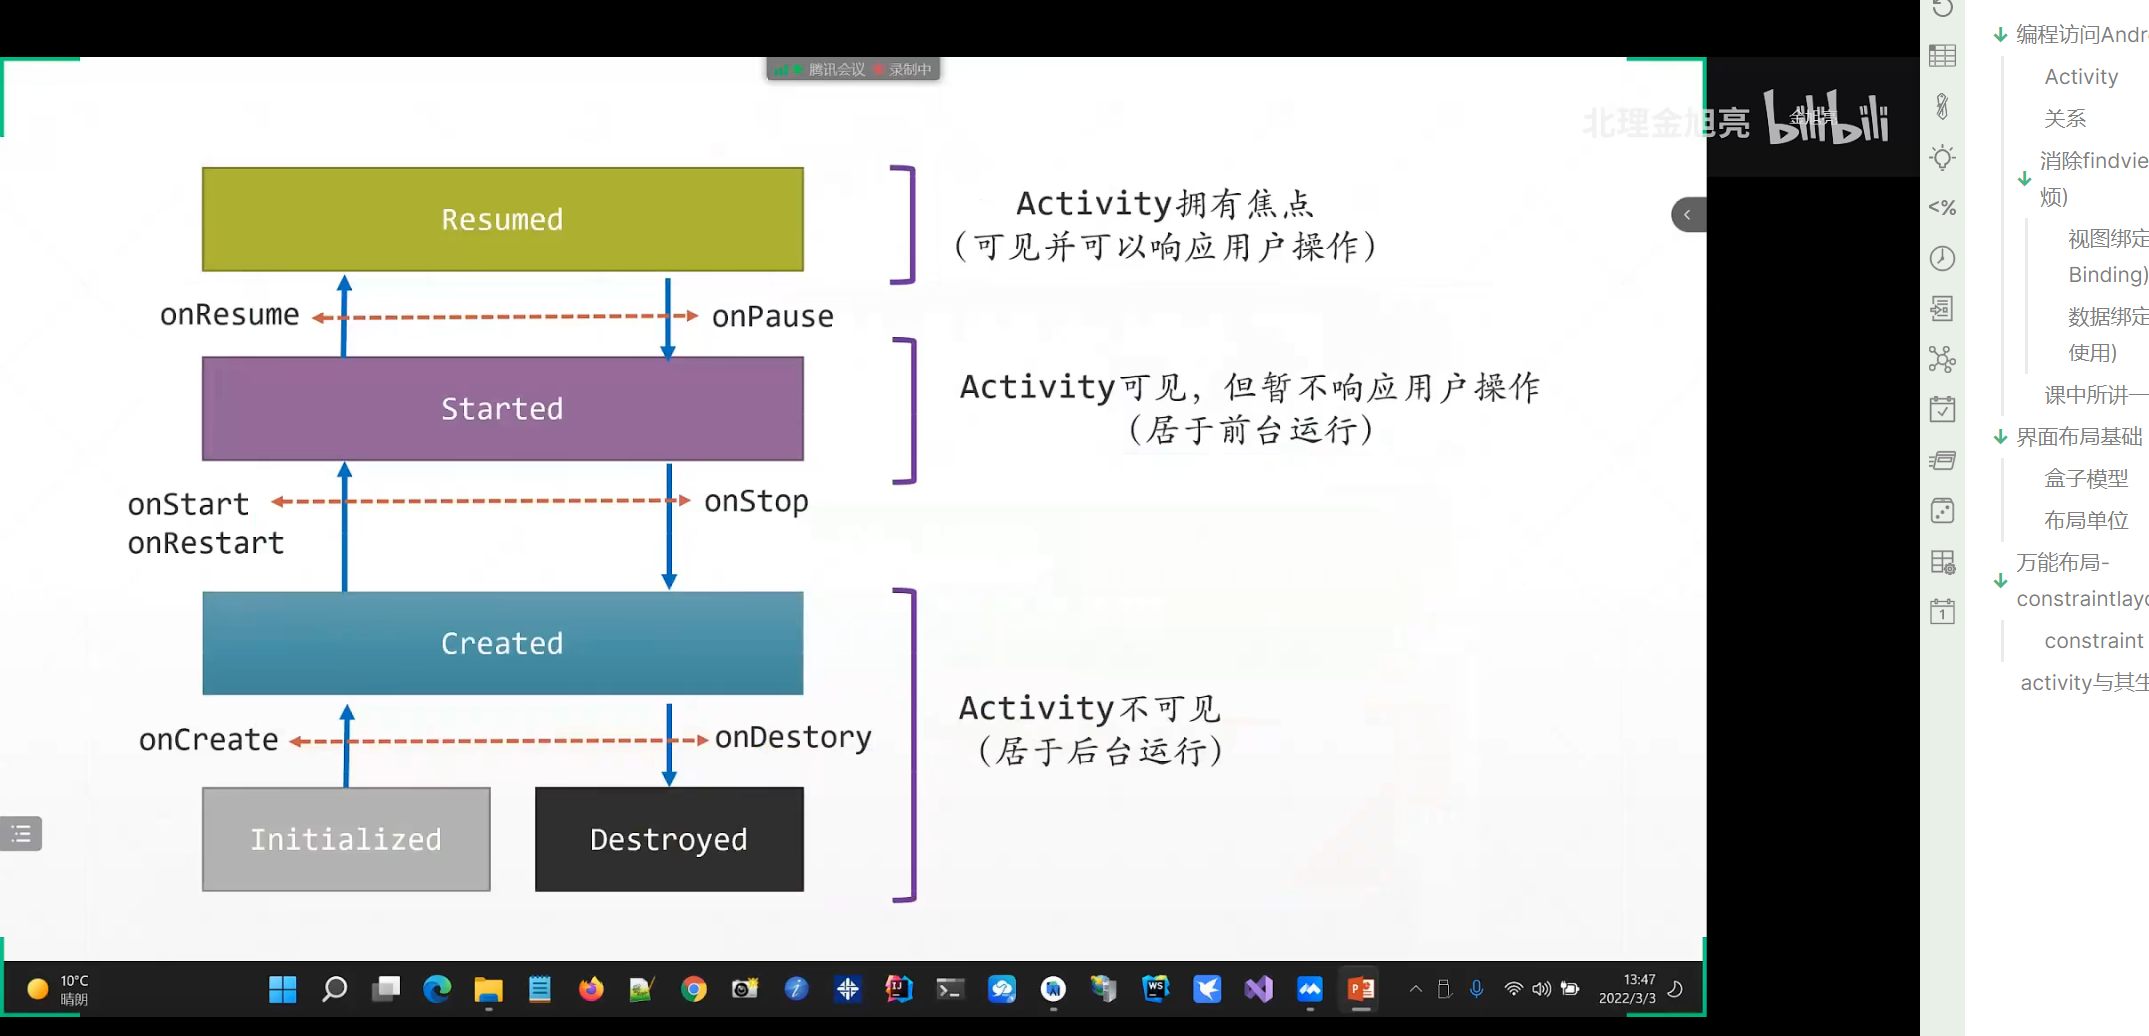 腾讯会议 录制中
北理金旭亮
金旭亮
bilibili
Resumed
Activity拥有焦点
（可见并可以响应用户操作）
onResume
onPause
Started
Activity可见，但暂不响应用户操作
（居于前台运行）
onStart
onRestart
onStop
Created
Activity不可见
（居于后台运行）
onCreate
onDestory
Initialized
Destroyed
10°C
晴朗
13:47
2022/3/3
<%
1
编程访问Andr
Activity
关系
消除findvie
烦)
视图绑定
Binding)
数据绑定
使用)
课中所讲一
界面布局基础
盒子模型
布局单位
万能布局-
constraintlayo
constraint
activity与其生